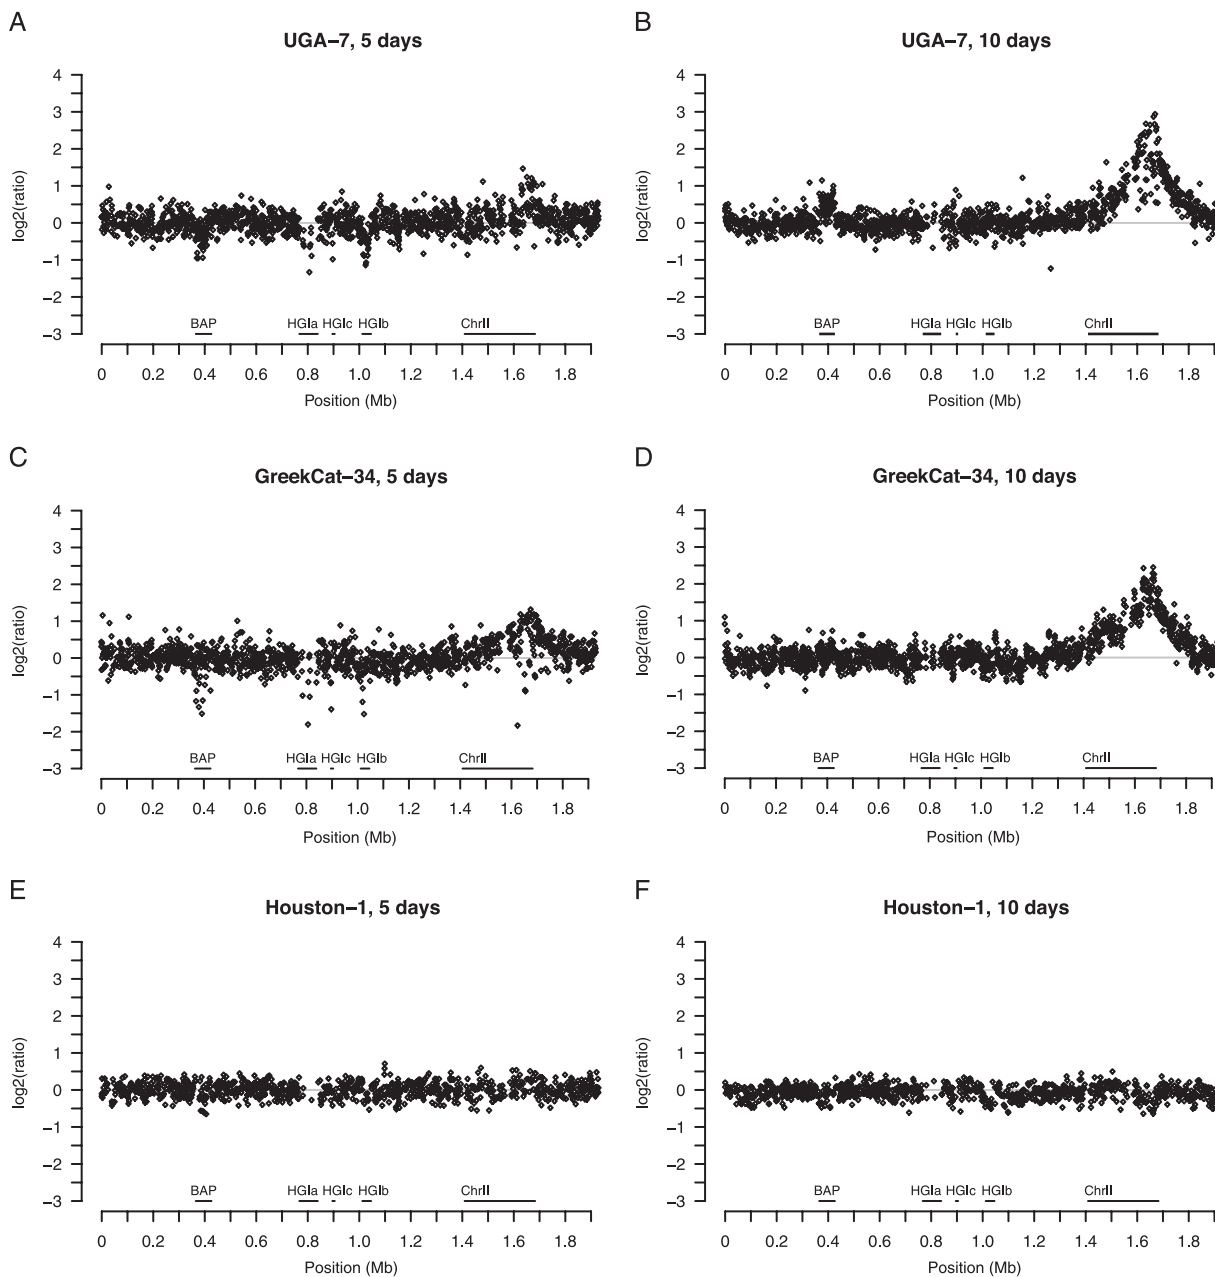 A
UGA–7, 5 days
log2(ratio)
4
3
2
1
0
−1
−2
−3
BAP
HGIa
HGIc
HGIb
ChrII
0 0.2 0.4 0.6 0.8 1.0 1.2 1.4 1.6 1.8
Position (Mb)
B
UGA–7, 10 days
log2(ratio)
4
3
2
1
0
−1
−2
−3
BAP
HGIa
HGIc
HGIb
ChrII
0 0.2 0.4 0.6 0.8 1.0 1.2 1.4 1.6 1.8
Position (Mb)
C
GreekCat–34, 5 days
log2(ratio)
4
3
2
1
0
−1
−2
−3
BAP
HGIa
HGIc
HGIb
ChrII
0 0.2 0.4 0.6 0.8 1.0 1.2 1.4 1.6 1.8
Position (Mb)
D
GreekCat–34, 10 days
log2(ratio)
4
3
2
1
0
−1
−2
−3
BAP
HGIa
HGIc
HGIb
ChrII
0 0.2 0.4 0.6 0.8 1.0 1.2 1.4 1.6 1.8
Position (Mb)
E
Houston–1, 5 days
log2(ratio)
4
3
2
1
0
−1
−2
−3
BAP
HGIa
HGIc
HGIb
ChrII
0 0.2 0.4 0.6 0.8 1.0 1.2 1.4 1.6 1.8
Position (Mb)
F
Houston–1, 10 days
log2(ratio)
4
3
2
1
0
−1
−2
−3
BAP
HGIa
HGIc
HGIb
ChrII
0 0.2 0.4 0.6 0.8 1.0 1.2 1.4 1.6 1.8
Position (Mb)